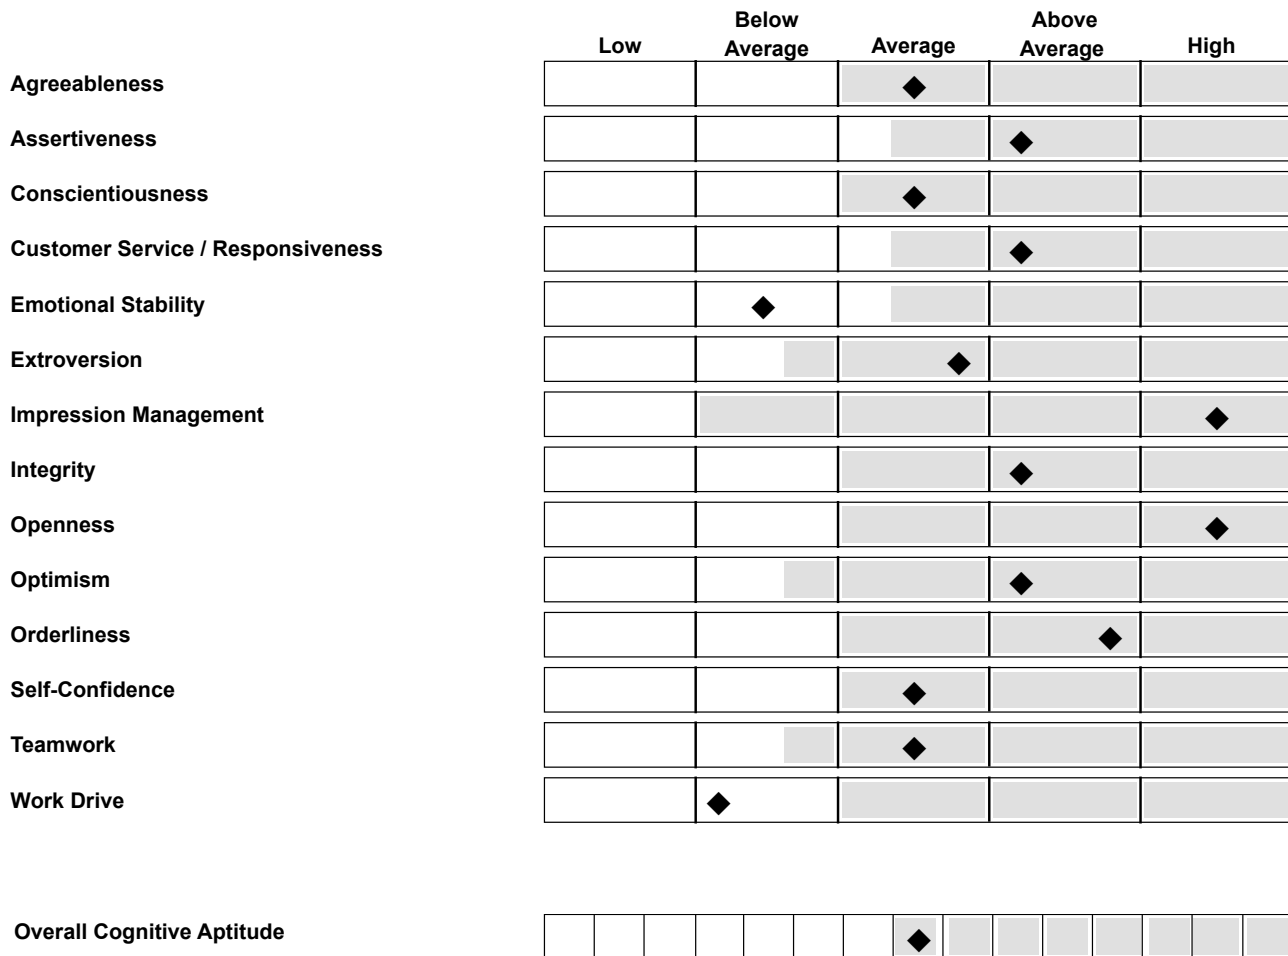 Low Below Average Average Above Average High
Agreeableness
Assertiveness
Conscientiousness
Customer Service / Responsiveness
Emotional Stability
Extroversion
Impression Management
Integrity
Openness
Optimism
Orderliness
Self-Confidence
Teamwork
Work Drive
Overall Cognitive Aptitude